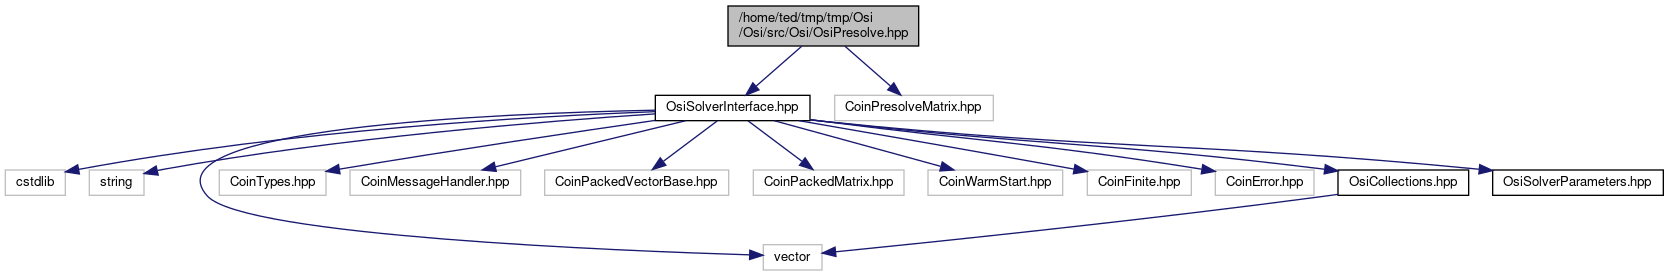 /home/ted/tmp/tmp/Osi
/Osi/src/Osi/OsiPresolve.hpp
OsiSolverInterface.hpp
CoinPresolveMatrix.hpp
cstdlib
string
CoinTypes.hpp
CoinMessageHandler.hpp
CoinPackedVectorBase.hpp
CoinPackedMatrix.hpp
CoinWarmStart.hpp
CoinFinite.hpp
CoinError.hpp
OsiCollections.hpp
OsiSolverParameters.hpp
vector